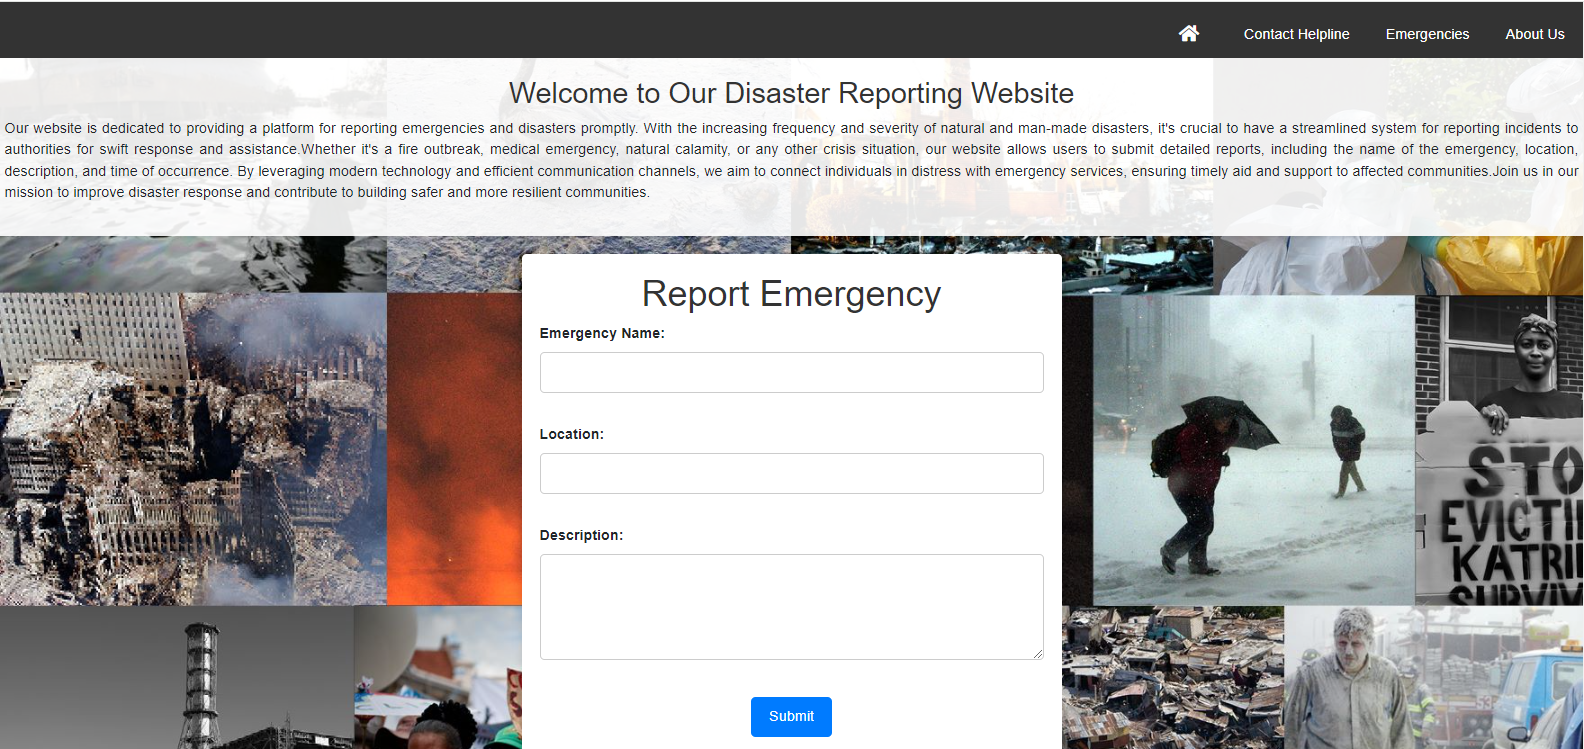 Contact Helpline Emergencies About Us
Welcome to Our Disaster Reporting Website
Our website is dedicated to providing a platform for reporting emergencies and disasters promptly. With the increasing frequency and severity of natural and man-made disasters, it's crucial to have a streamlined system for reporting incidents to
authorities for swift response and assistance.Whether it's a fire outbreak, medical emergency, natural calamity, or any other crisis situation, our website allows users to submit detailed reports, including the name of the emergency, location,
description, and time of occurrence. By leveraging modern technology and efficient communication channels, we aim to connect individuals in distress with emergency services, ensuring timely aid and support to affected communities.Join us in our
mission to improve disaster response and contribute to building safer and more resilient communities.
Report Emergency
Emergency Name:
Location:
Description:
Submit
STO
EVICTI
KATRI
SURVIV